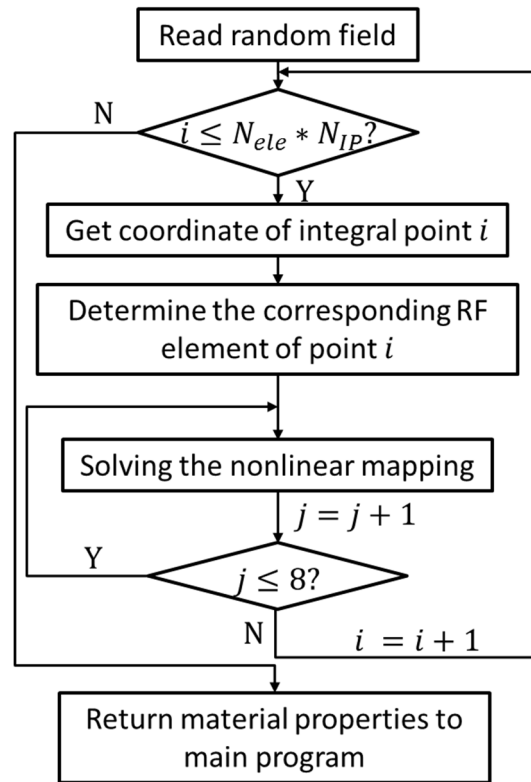 Read random field
N
i ≤ N_ele * N_IP?
Y
Get coordinate of integral point i
Determine the corresponding RF
element of point i
Solving the nonlinear mapping
j = j + 1
Y
j ≤ 8?
N
i = i + 1
Return material properties to
main program